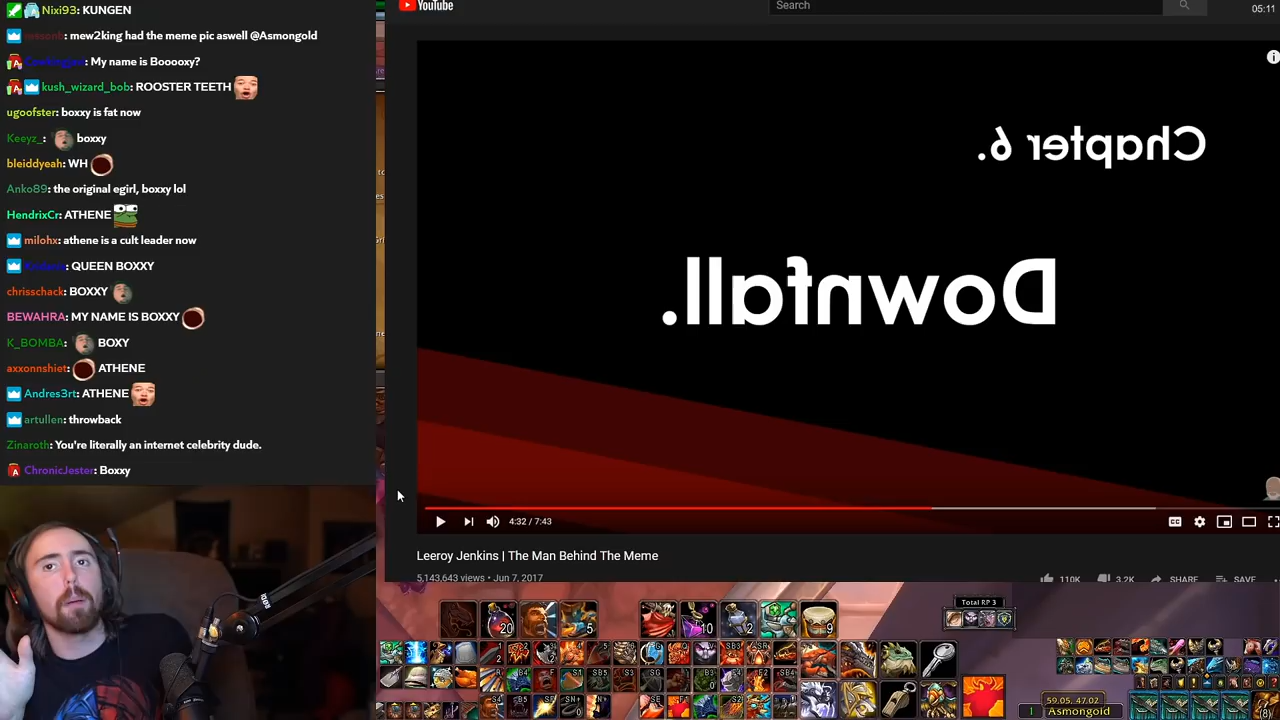 Nixi93: KUNGEN
mew2king had the meme pic aswell @Asmongold
: My name is Booooxy?
kush_wizard_bob: ROOSTER TEETH
ugoofster: boxxy is fat now
Keeyz_: boxxy
bleiddyeah: WH
Anko89: the original egirl, boxxy lol
HendrixCr: ATHENE
milohx: athene is a cult leader now
: QUEEN BOXXY
chrisschack: BOXXY
BEWAHRA: MY NAME IS BOXXY
K_BOMBA: BOXY
axxonnshiet: ATHENE
Andres3rt: ATHENE
artullen: throwback
Zinaroth: You're literally an internet celebrity dude.
ChronicJester: Boxxy
YouTube
Search
05:11
Chapter 6.
Downfall.
4:32 / 7:43
Leeroy Jenkins | The Man Behind The Meme
5,143,643 views • Jun 7, 2017
110K
3.2K
SHARE
SAVE
Total RP 3
20
5
10
2
9
59.05, 47.02
1
Asmongold